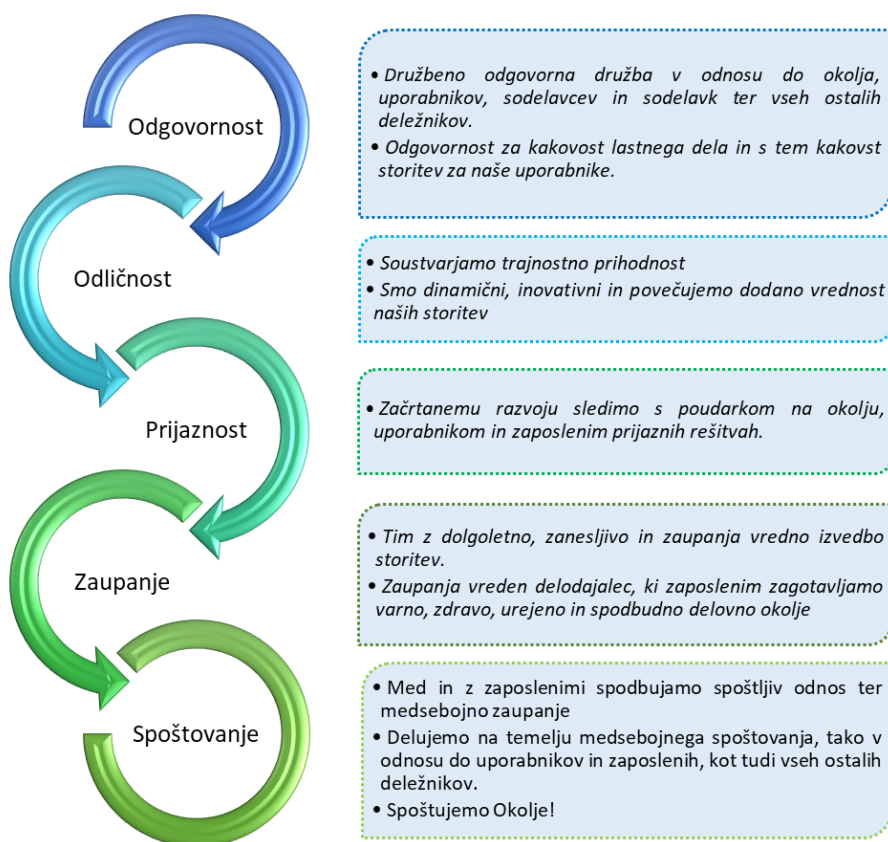 Odgovornost
• Družbeno odgovorna družba v odnosu do okolja,
uporabnikov, sodelavcev in sodelavk ter vseh ostalih
deležnikov.
• Odgovornost za kakovost lastnega dela in s tem kakovst
storitev za naše uporabnike.
Odličnost
• Soustvarjamo trajnostno prihodnost
• Smo dinamični, inovativni in povečujemo dodano vrednost
naših storitev
Prijaznost
• Začrtanemu razvoju sledimo s poudarkom na okolju,
uporabnikom in zaposlenim prijaznih rešitvah.
Zaupanje
• Tim z dolgoletno, zanesljivo in zaupanja vredno izvedbo
storitev.
• Zaupanja vreden delodajalec, ki zaposlenim zagotavljamo
varno, zdravo, urejeno in spodbudno delovno okolje
Spoštovanje
• Med in z zaposlenimi spodbujamo spoštljiv odnos ter
medsebojno zaupanje
• Delujemo na temelju medsebojnega spoštovanja, tako v
odnosu do uporabnikov in zaposlenih, kot tudi vseh ostalih
deležnikov.
• Spoštujemo Okolje!